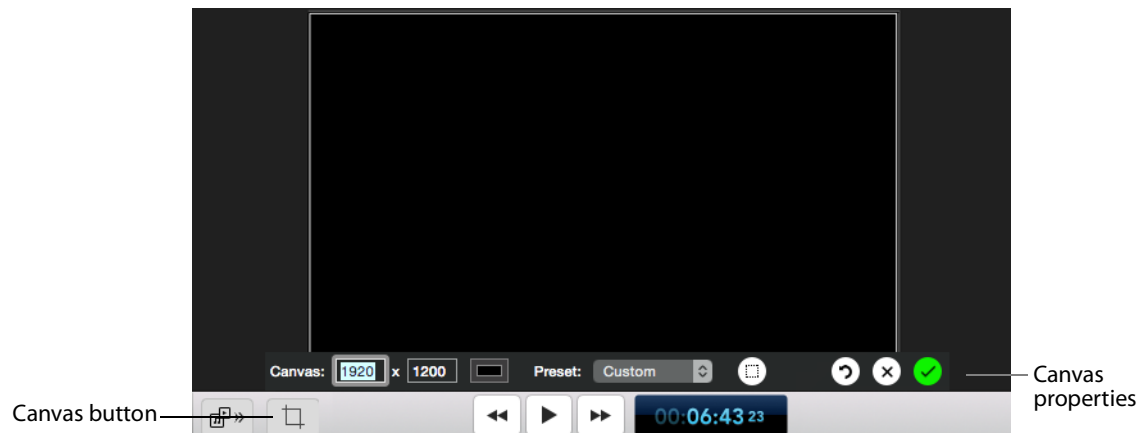 Canvas: 1920 x 1200 Preset: Custom
Canvas
properties
Canvas button
00:06:43 23